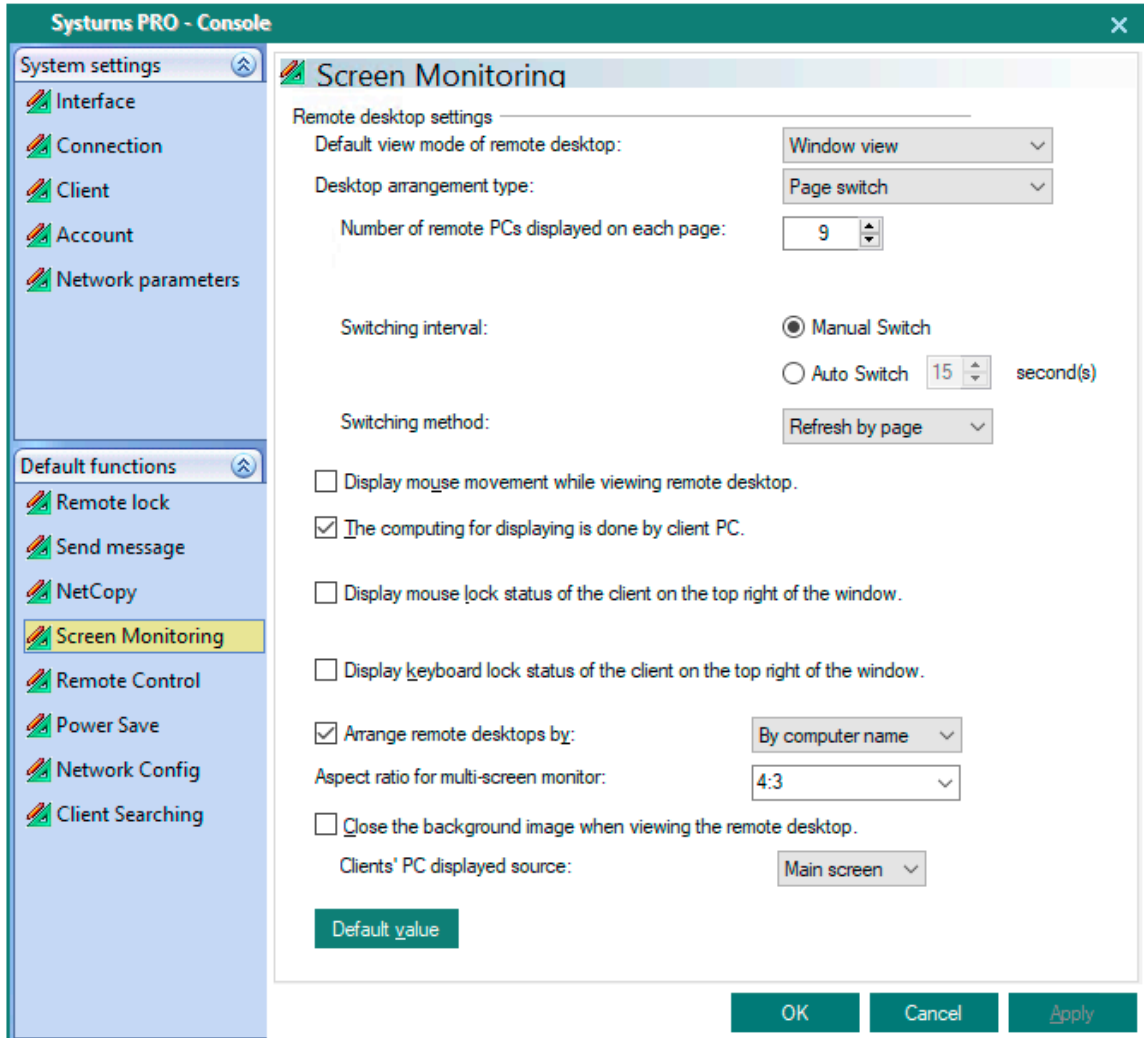 Systurns PRO - Console
System settings
Interface
Connection
Client
Account
Network parameters
Default functions
Remote lock
Send message
NetCopy
Screen Monitoring
Remote Control
Power Save
Network Config
Client Searching
Screen Monitoring
Remote desktop settings
Default view mode of remote desktop: Window view
Desktop arrangement type: Page switch
Number of remote PCs displayed on each page: 9
Switching interval: Manual Switch
Auto Switch 15 second(s)
Switching method: Refresh by page
Display mouse movement while viewing remote desktop.
The computing for displaying is done by client PC.
Display mouse lock status of the client on the top right of the window.
Display keyboard lock status of the client on the top right of the window.
Arrange remote desktops by: By computer name
Aspect ratio for multi-screen monitor: 4:3
Close the background image when viewing the remote desktop.
Clients' PC displayed source: Main screen
Default value
OK Cancel Apply